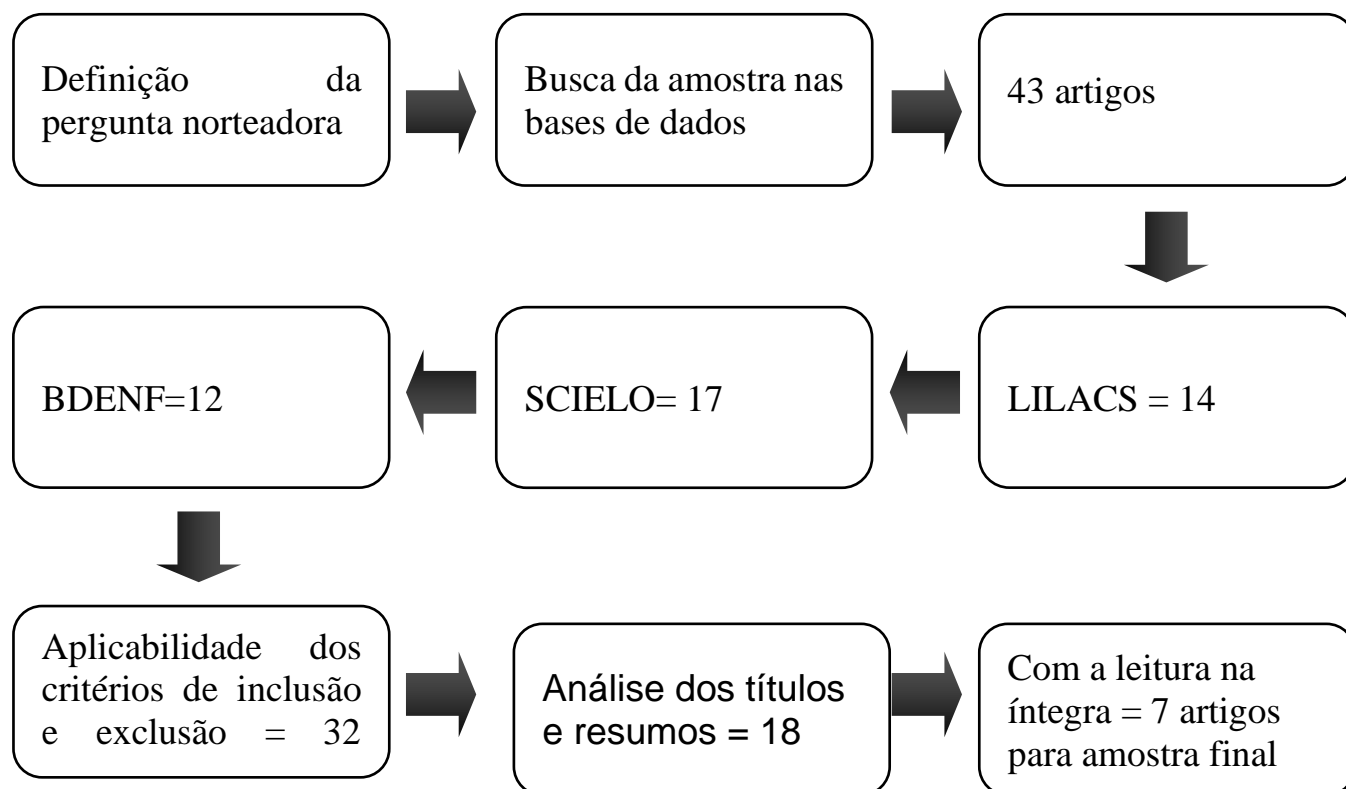 Definição da
pergunta norteadora
Busca da amostra nas
bases de dados
43 artigos
LILACS = 14
SCIELO= 17
BDENF=12
Aplicabilidade dos
critérios de inclusão
e exclusão = 32
Análise dos títulos
e resumos = 18
Com a leitura na
íntegra = 7 artigos
para amostra final